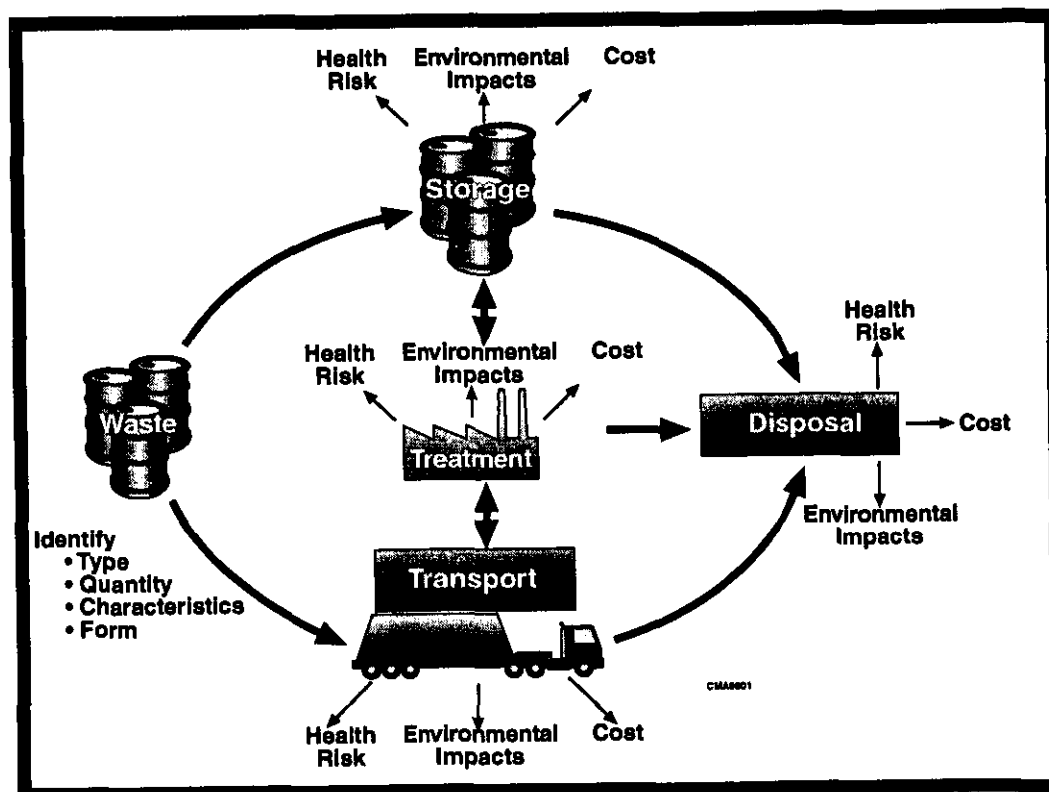 Health
Risk
Environmental
Impacts
Cost
Storage
Health
Risk
Environmental
Impacts
Cost
Health
Risk
Waste
Treatment
Disposal
Cost
Environmental
Impacts
Identify
• Type
• Quantity
• Characteristics
• Form
Transport
Health
Risk
Environmental
Impacts
Cost